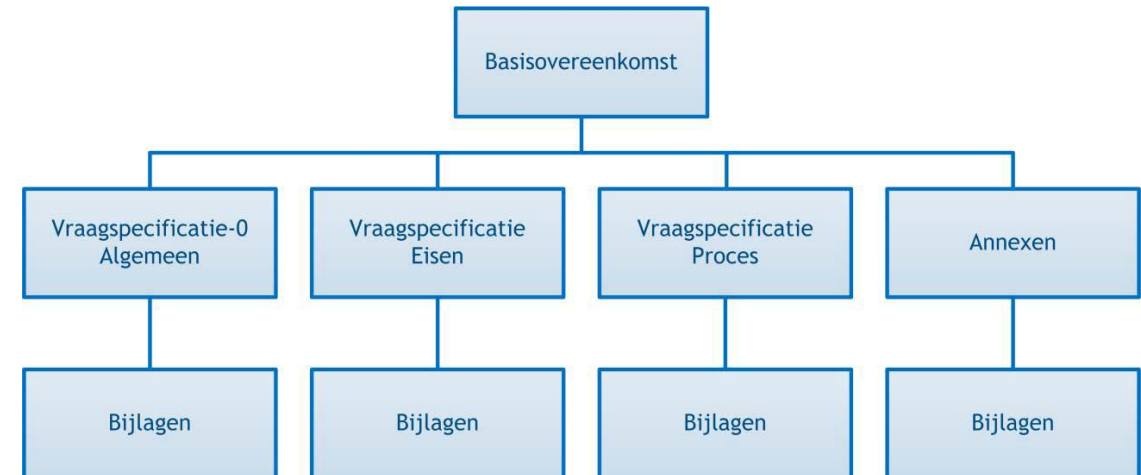 Basisovereenkomst
Vraagspecificatie-0
Algemeen
Vraagspecificatie
Eisen
Vraagspecificatie
Proces
Annexen
Bijlagen
Bijlagen
Bijlagen
Bijlagen